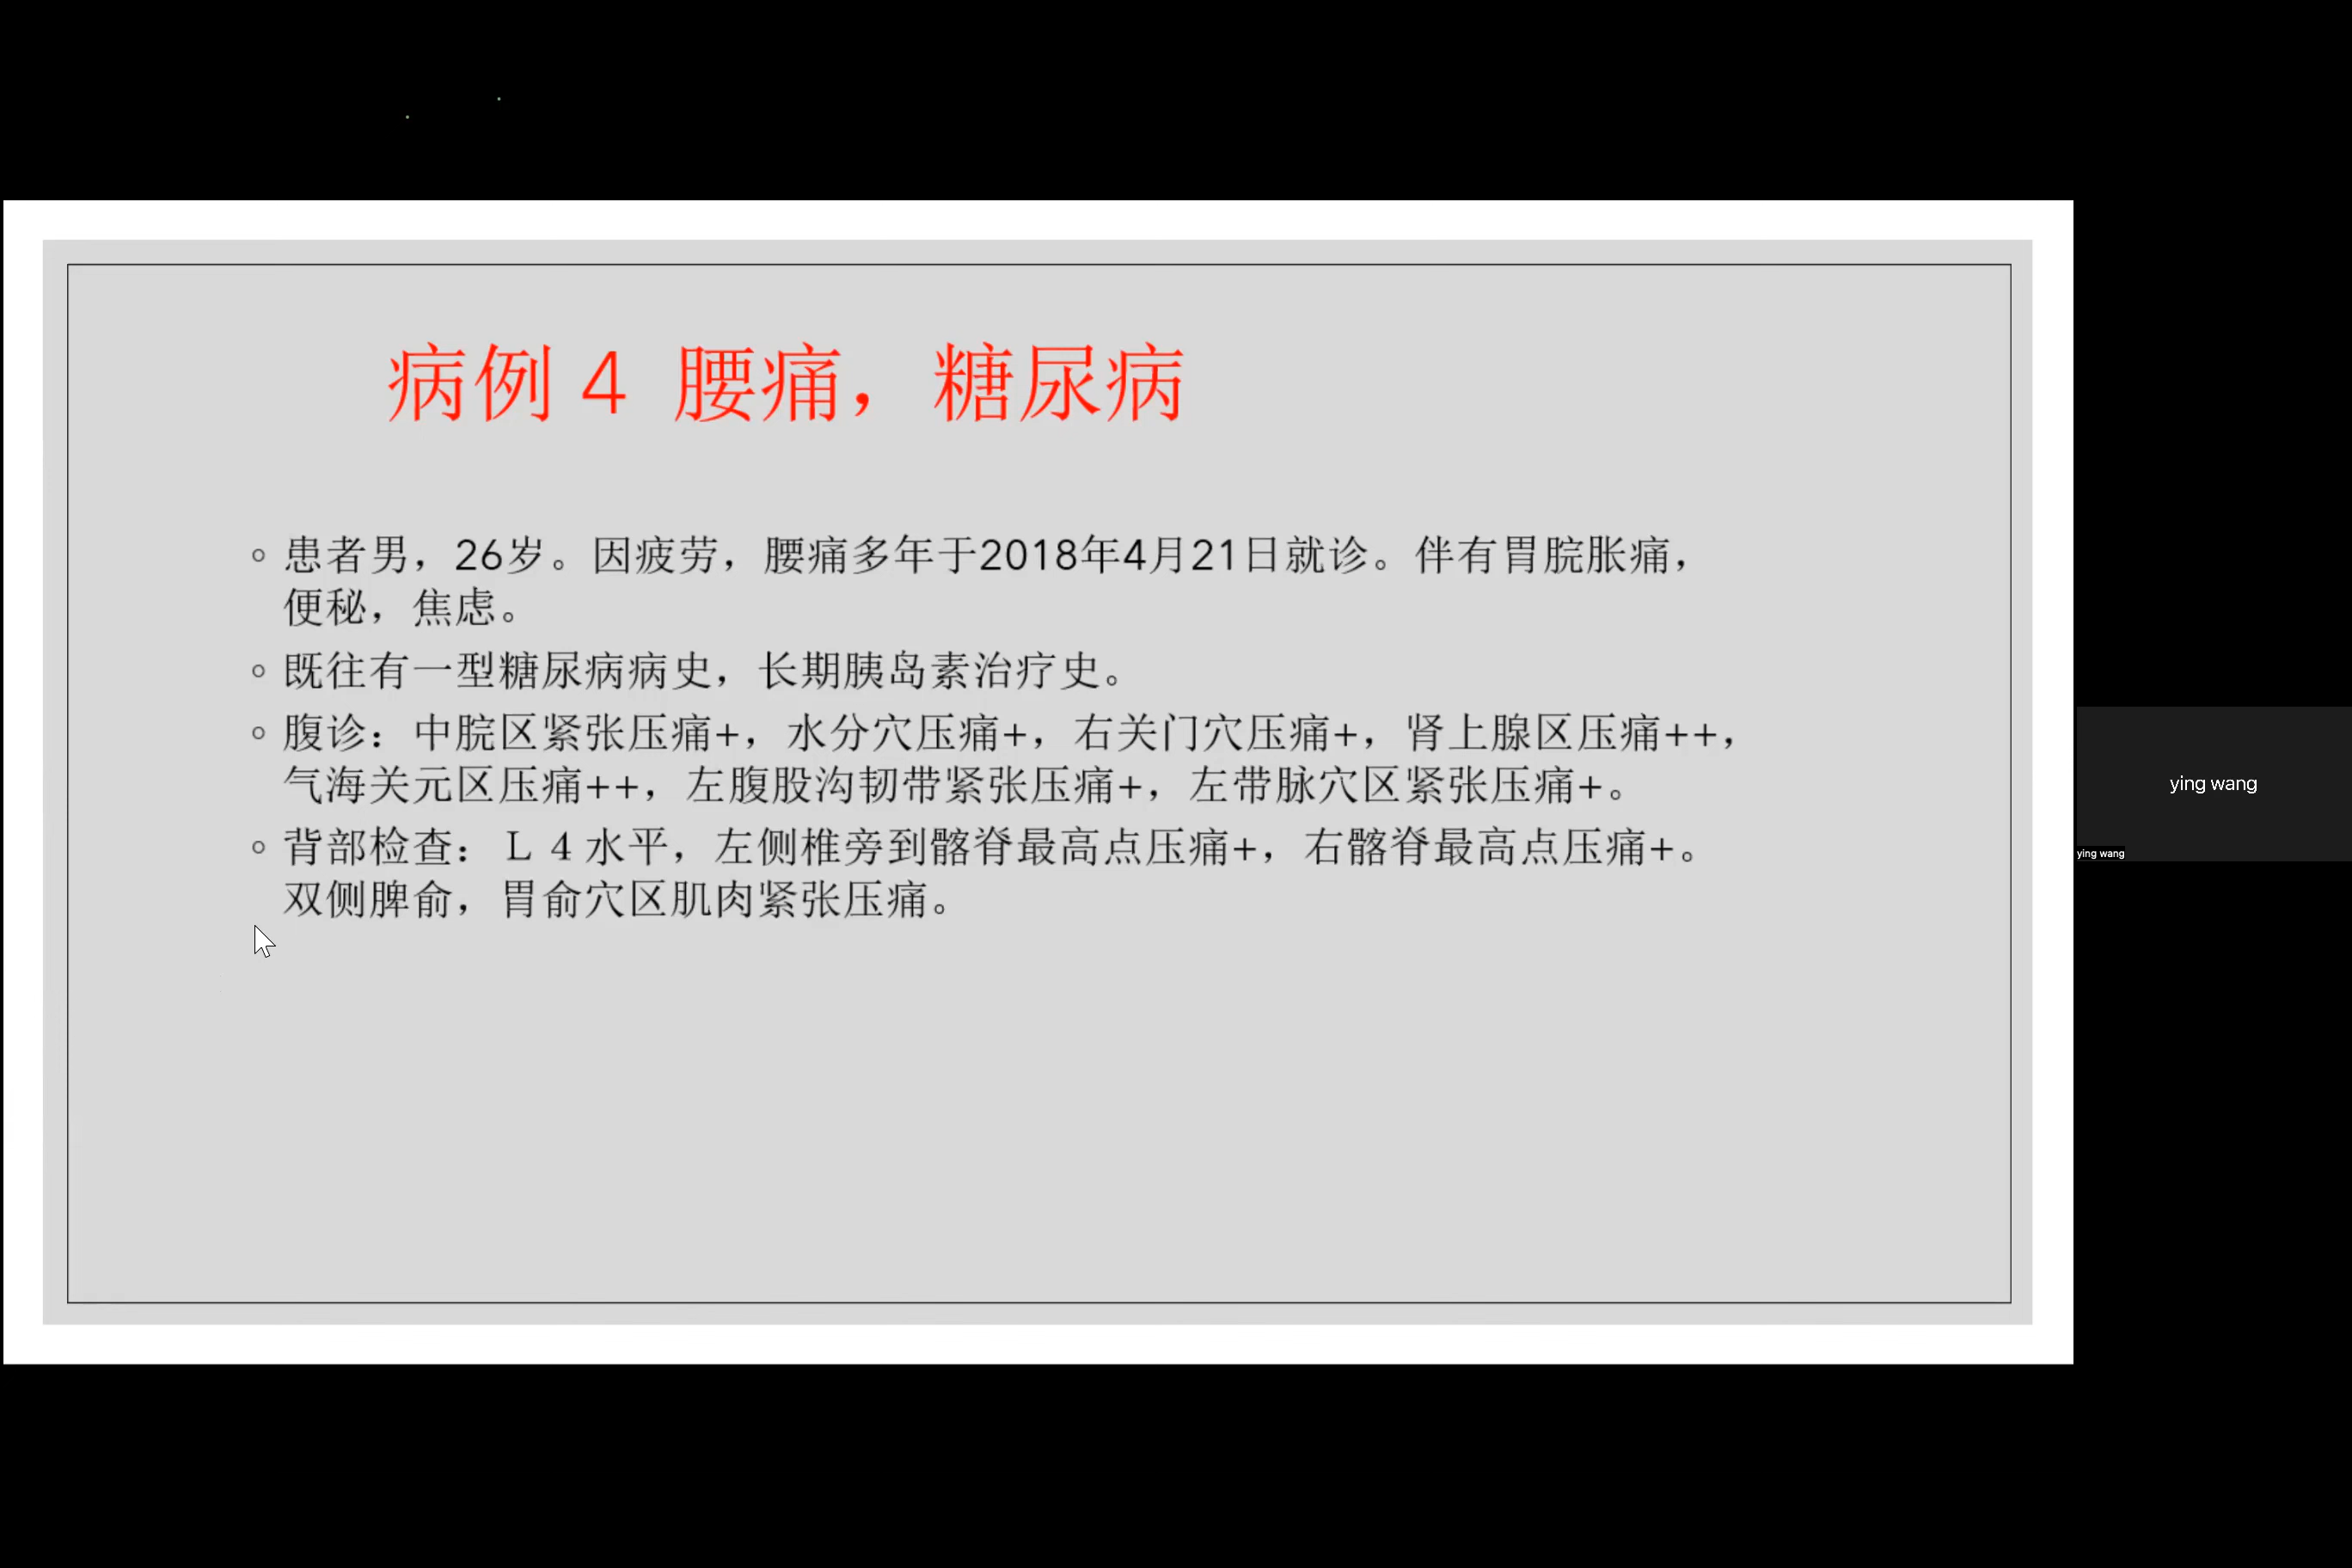 病例 4 腰痛，糖尿病
患者男，26岁。因疲劳，腰痛多年于2018年4月21日就诊。伴有胃脘胀痛，
便秘，焦虑。
既往有一型糖尿病病史，长期胰岛素治疗史。
腹诊：中脘区紧张压痛+，水分穴压痛+，右关门穴压痛+，肾上腺区压痛++，
气海关元区压痛++，左腹股沟韧带紧张压痛+，左带脉穴区紧张压痛+。
背部检查：Ｌ４水平，左侧椎旁到髂脊最高点压痛+，右髂脊最高点压痛+。
双侧脾俞，胃俞穴区肌肉紧张压痛。
ying wang
ying wang